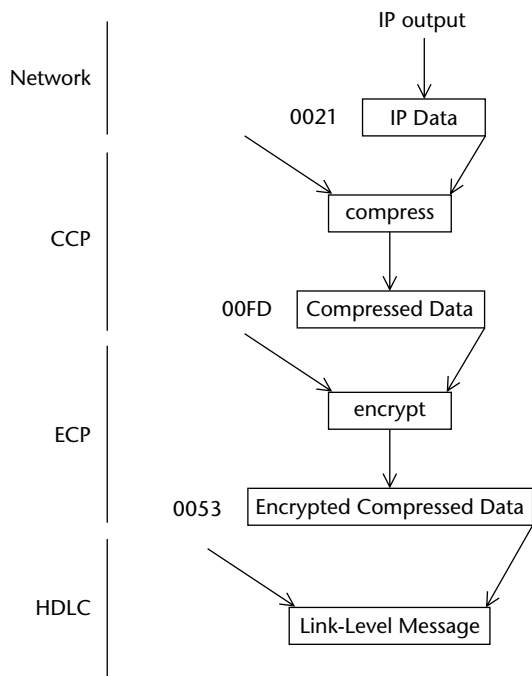 IP output
Network
0021 IP Data
compress
CCP
00FD Compressed Data
encrypt
ECP
0053 Encrypted Compressed Data
HDLC
Link-Level Message